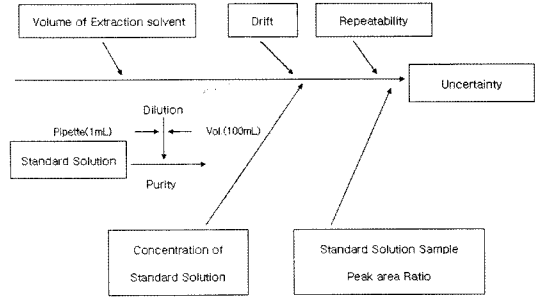 Volume of Extraction solvent
Drift
Repeatability
Uncertainty
Dilution
Pipette(1mL)
Vol.(100mL)
Standard Solution
Purity
Concentration of
Standard Solution
Standard Solution Sample
Peak area Ratio